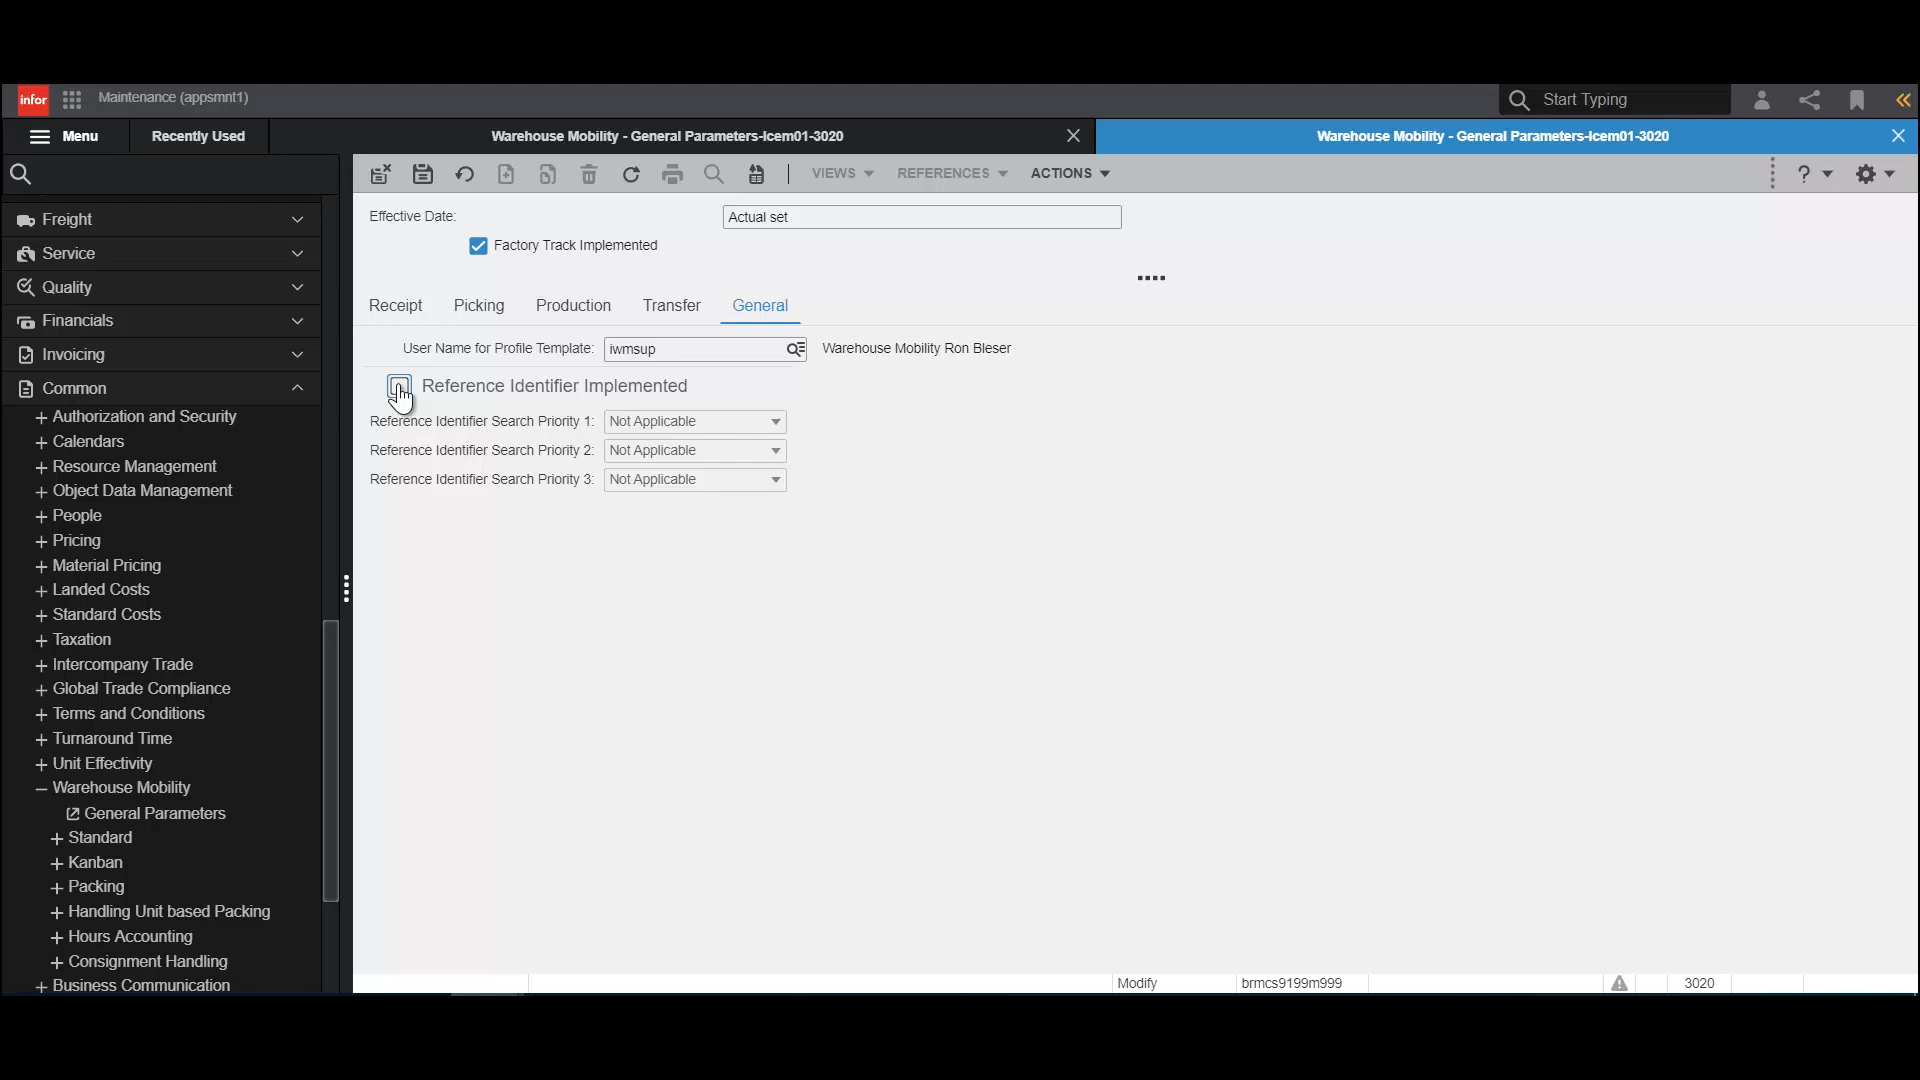 infor
Maintenance (appsmnt1)
Start Typing
Menu
Recently Used
Warehouse Mobility - General Parameters-lcem01-3020
Warehouse Mobility - General Parameters-lcem01-3020
VIEWS
REFERENCES
ACTIONS
?
Freight
Service
Quality
Financials
Invoicing
Common
Authorization and Security
Calendars
Resource Management
Object Data Management
People
Pricing
Material Pricing
Landed Costs
Standard Costs
Taxation
Intercompany Trade
Global Trade Compliance
Terms and Conditions
Turnaround Time
Unit Effectivity
Warehouse Mobility
General Parameters
Standard
Kanban
Packing
Handling Unit based Packing
Hours Accounting
Consignment Handling
Business Communication
Effective Date:
Actual set
Factory Track Implemented
Receipt
Picking
Production
Transfer
General
User Name for Profile Template: iwmsup Warehouse Mobility Ron Bleser
Reference Identifier Implemented
Reference Identifier Search Priority 1: Not Applicable
Reference Identifier Search Priority 2: Not Applicable
Reference Identifier Search Priority 3: Not Applicable
Modify
brmcs9199m999
3020